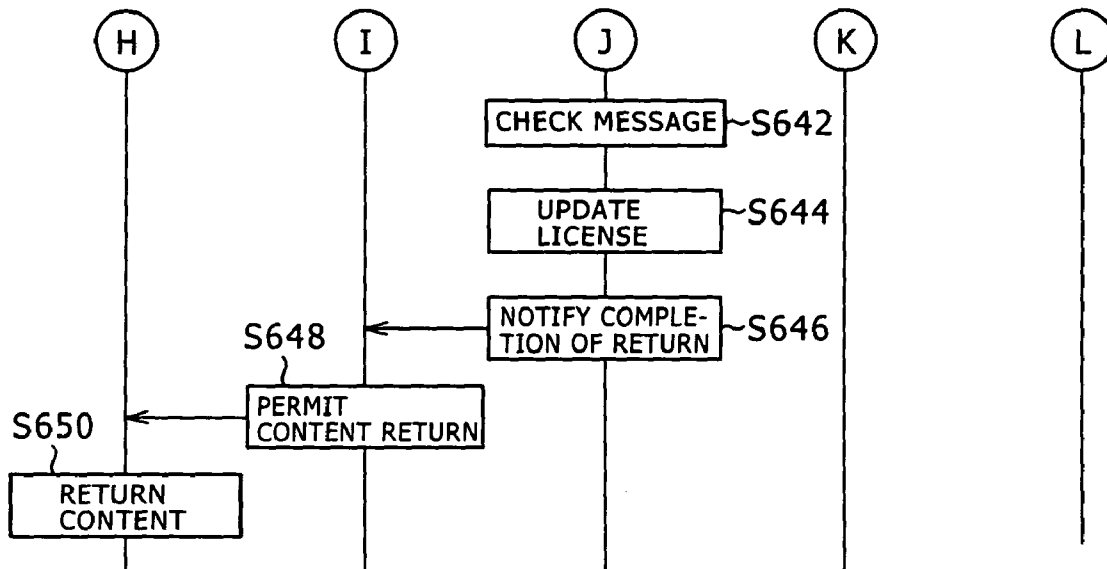 H I J K L
CHECK MESSAGE S642
UPDATE
LICENSE
S644
NOTIFY COMPLE-
TION OF RETURN
S646
S648
PERMIT
CONTENT RETURN
S650
RETURN
CONTENT